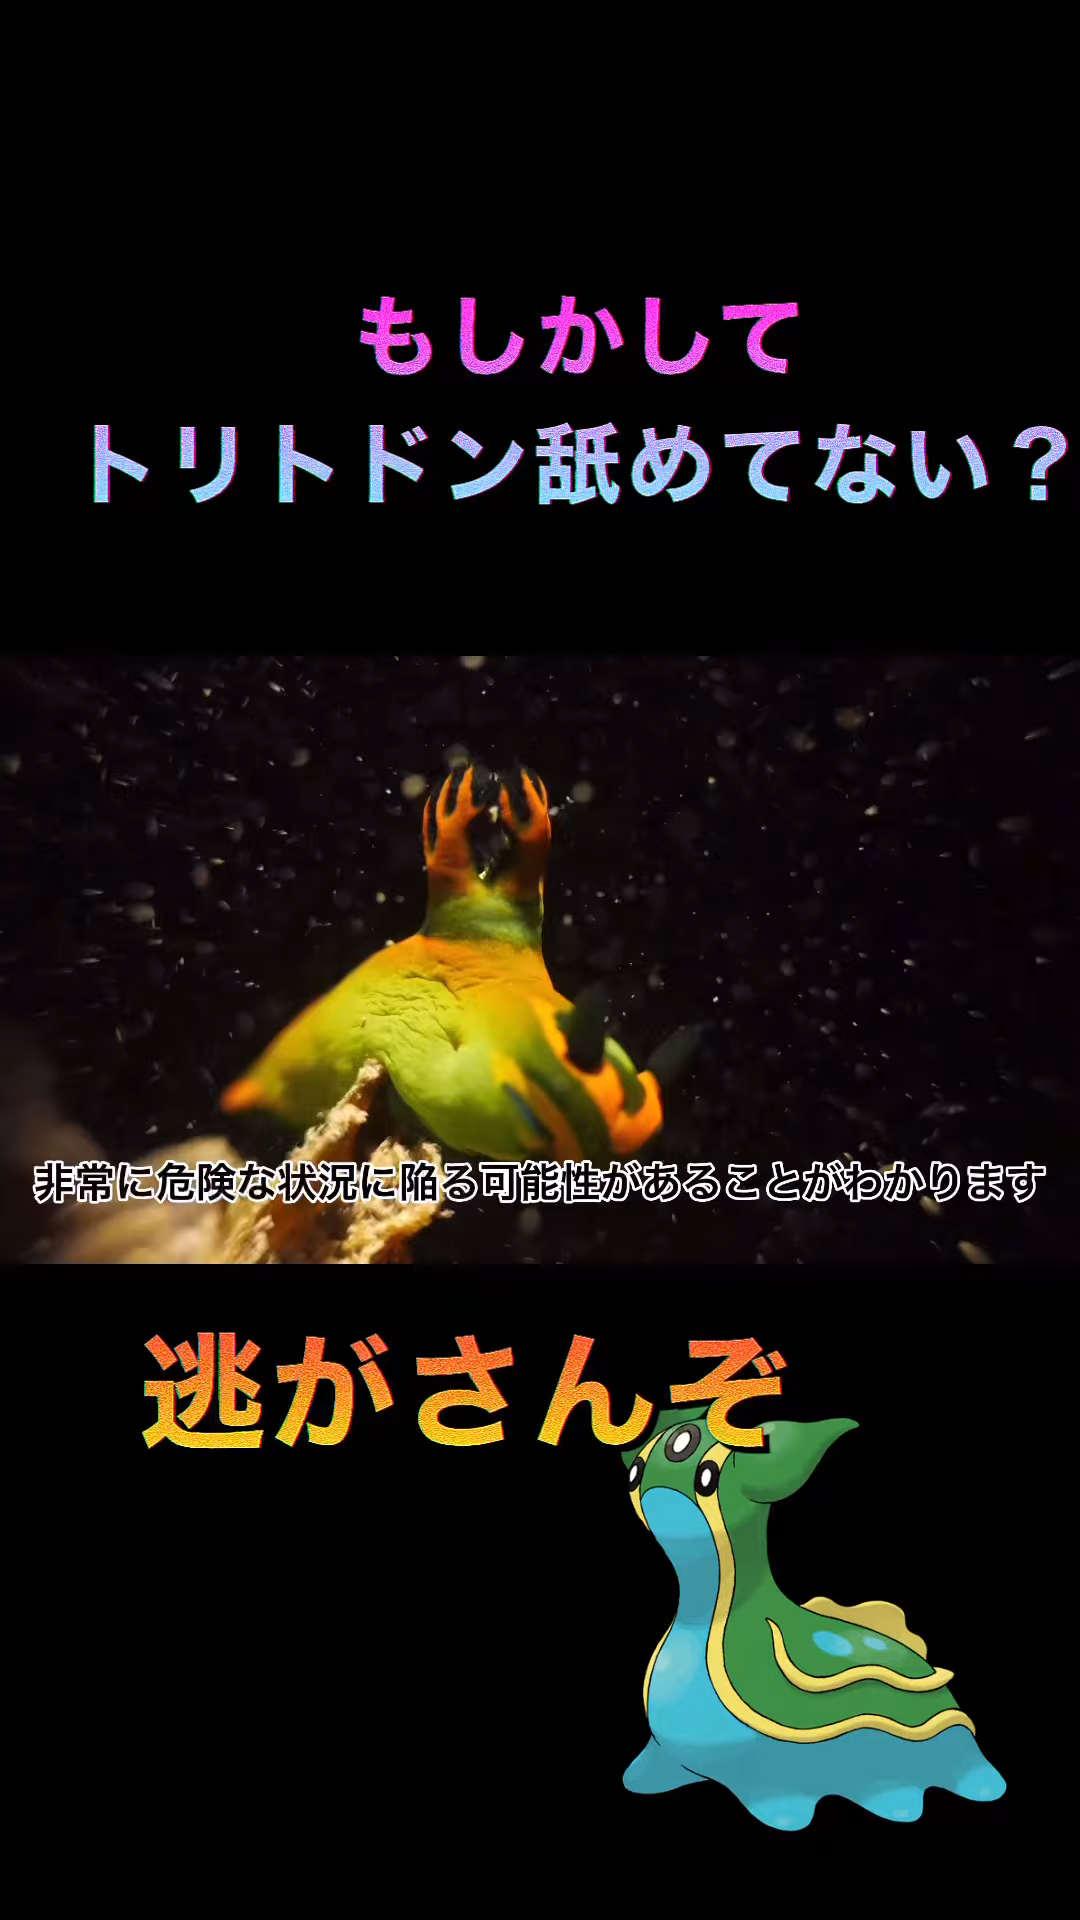 もしかして
トリトドン舐めてない？
非常に危険な状況に陥る可能性があることがわかります
逃がさんぞ